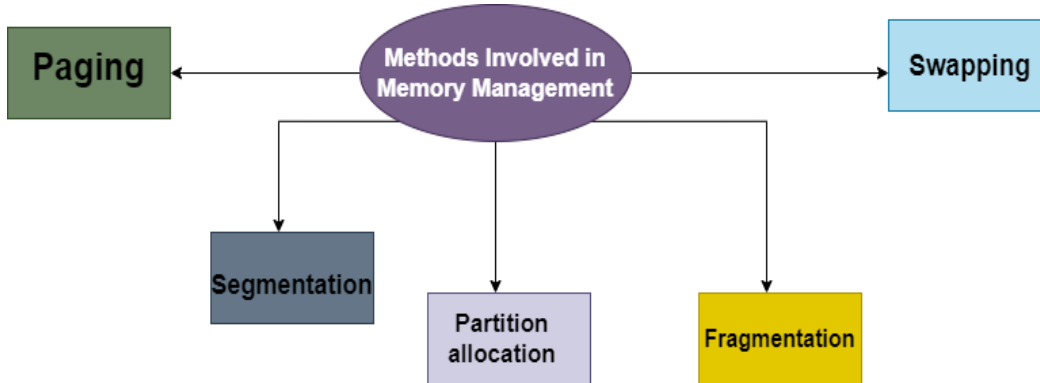 Paging
Methods Involved in
Memory Management
Swapping
Segmentation
Partition
allocation
Fragmentation